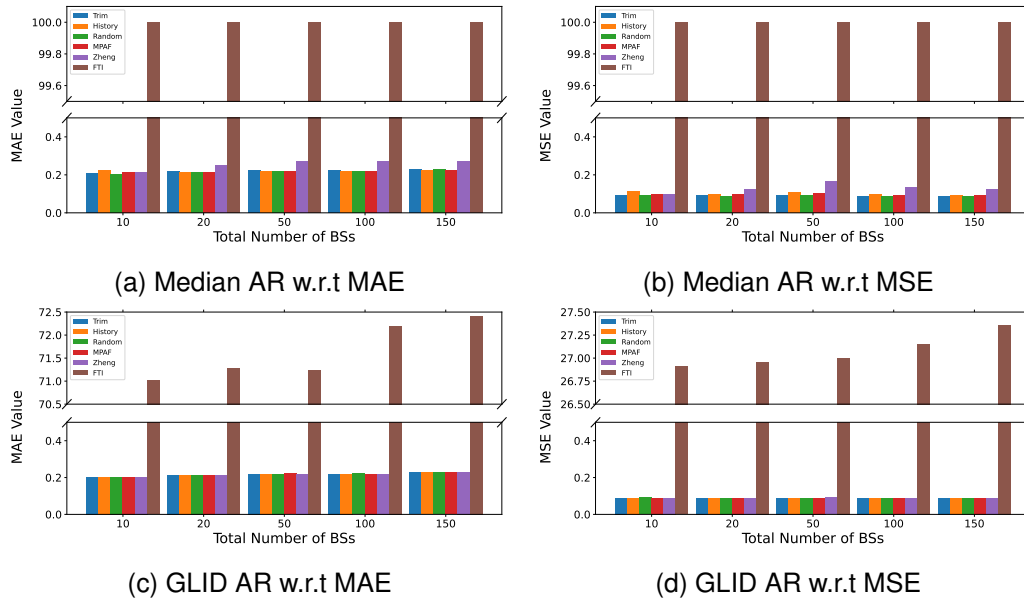 100.0
99.8
99.6
0.4
0.2
0.0
MAE Value
Trim
History
Random
MPAF
Zheng
FTI
10 20 50 100 150
Total Number of BSs
(a) Median AR w.r.t MAE
100.0
99.8
99.6
0.4
0.2
0.0
MSE Value
Trim
History
Random
MPAF
Zheng
FTI
10 20 50 100 150
Total Number of BSs
(b) Median AR w.r.t MSE
72.5
72.0
71.5
71.0
70.5
0.4
0.2
0.0
MAE Value
Trim
History
Random
MPAF
Zheng
FTI
10 20 50 100 150
Total Number of BSs
(c) GLID AR w.r.t MAE
27.50
27.25
27.00
26.75
26.50
0.4
0.2
0.0
MSE Value
Trim
History
Random
MPAF
Zheng
FTI
10 20 50 100 150
Total Number of BSs
(d) GLID AR w.r.t MSE